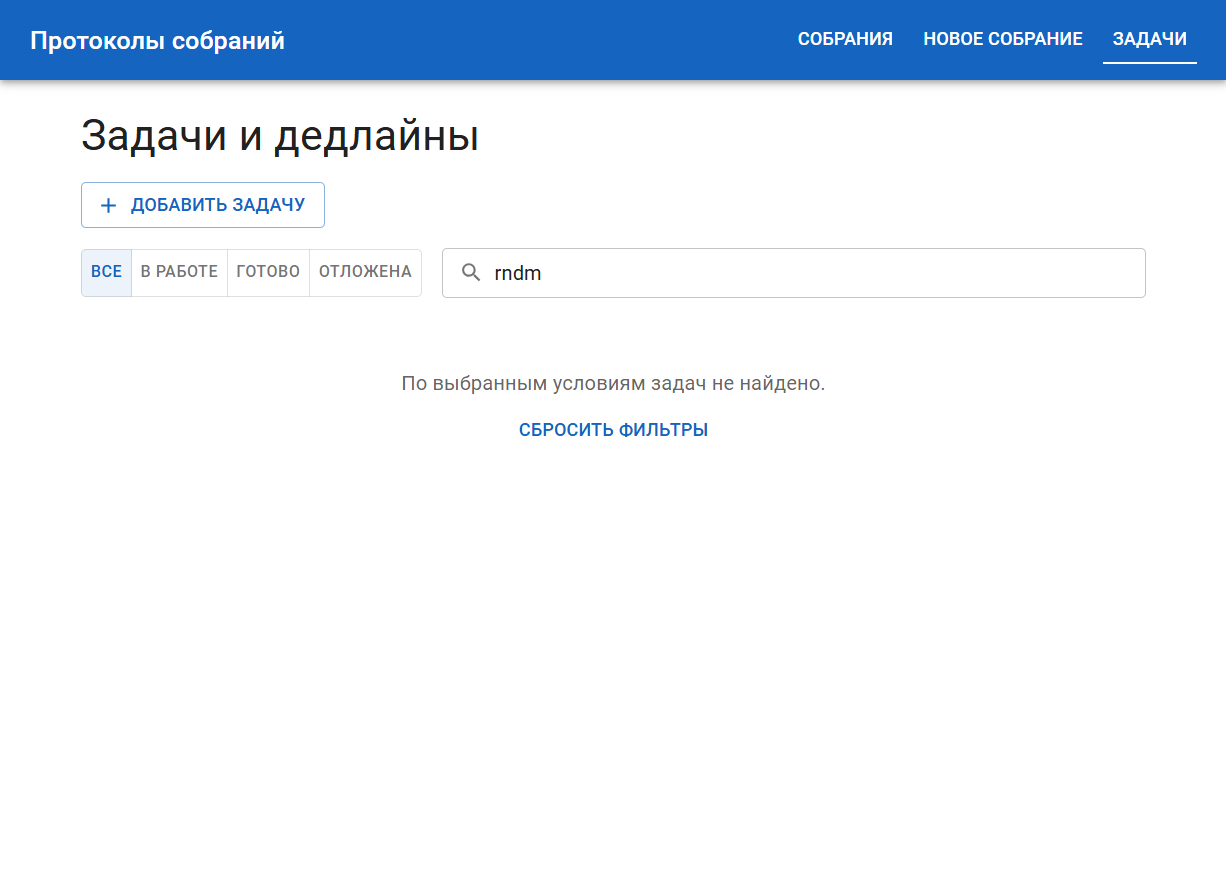 Протоколы собраний
СОБРАНИЯ
НОВОЕ СОБРАНИЕ
ЗАДАЧИ
Задачи и дедлайны
ДОБАВИТЬ ЗАДАЧУ
ВСЕ
В РАБОТЕ
ГОТОВО
ОТЛОЖЕНА
rndm
По выбранным условиям задач не найдено.
СБРОСИТЬ ФИЛЬТРЫ